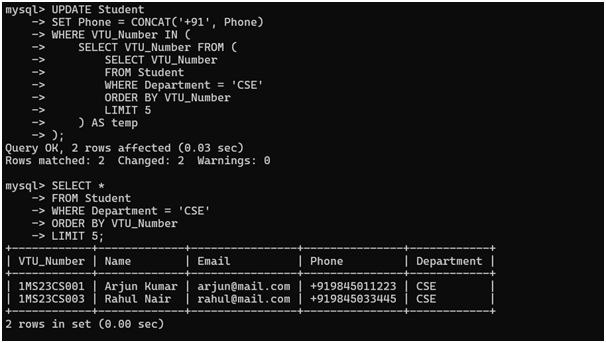 mysql> UPDATE Student
    -> SET Phone = CONCAT('+91', Phone)
    -> WHERE VTU_Number IN (
    ->     SELECT VTU_Number FROM (
    ->         SELECT VTU_Number
    ->         FROM Student
    ->         WHERE Department = 'CSE'
    ->         ORDER BY VTU_Number
    ->         LIMIT 5
    ->     ) AS temp
    -> );
Query OK, 2 rows affected (0.03 sec)
Rows matched: 2  Changed: 2  Warnings: 0

mysql> SELECT *
    -> FROM Student
    -> WHERE Department = 'CSE'
    -> ORDER BY VTU_Number
    -> LIMIT 5;
+------------+-------------+----------------+---------------+------------+
| VTU_Number | Name        | Email          | Phone         | Department |
+------------+-------------+----------------+---------------+------------+
| 1MS23CS001 | Arjun Kumar | arjun@mail.com | +919845011223 | CSE        |
| 1MS23CS003 | Rahul Nair  | rahul@mail.com | +919845033445 | CSE        |
+------------+-------------+----------------+---------------+------------+
2 rows in set (0.00 sec)